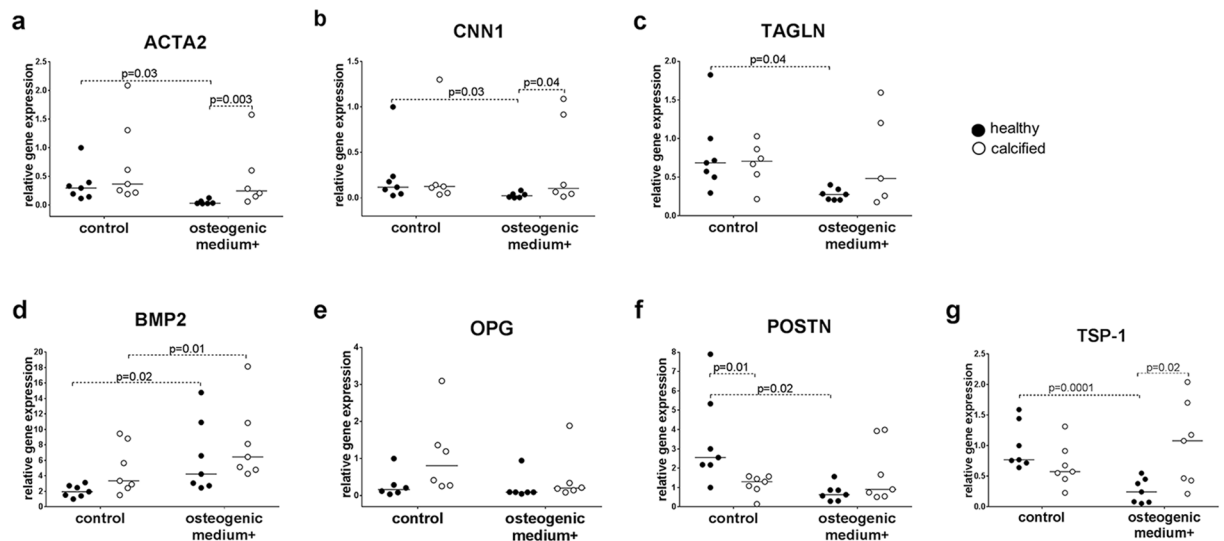 a
ACTA2
relative gene expression
2.5
2.0
1.5
1.0
0.5
0.0
p=0.03
p=0.003
control
osteogenic
medium+
b
CNN1
relative gene expression
1.5
1.0
0.5
0.0
p=0.03
p=0.04
control
osteogenic
medium+
c
TAGLN
relative gene expression
2.0
1.5
1.0
0.5
0.0
p=0.04
control
osteogenic
medium+
healthy
calcified
d
BMP2
relative gene expression
20
18
16
14
12
10
8
6
4
2
0
p=0.01
p=0.02
control
osteogenic
medium+
e
OPG
relative gene expression
4
3
2
1
0
control
osteogenic
medium+
f
POSTN
relative gene expression
8
7
6
5
4
3
2
1
0
p=0.01
p=0.02
control
osteogenic
medium+
g
TSP-1
relative gene expression
2.5
2.0
1.5
1.0
0.5
0.0
p=0.0001
p=0.02
control
osteogenic
medium+